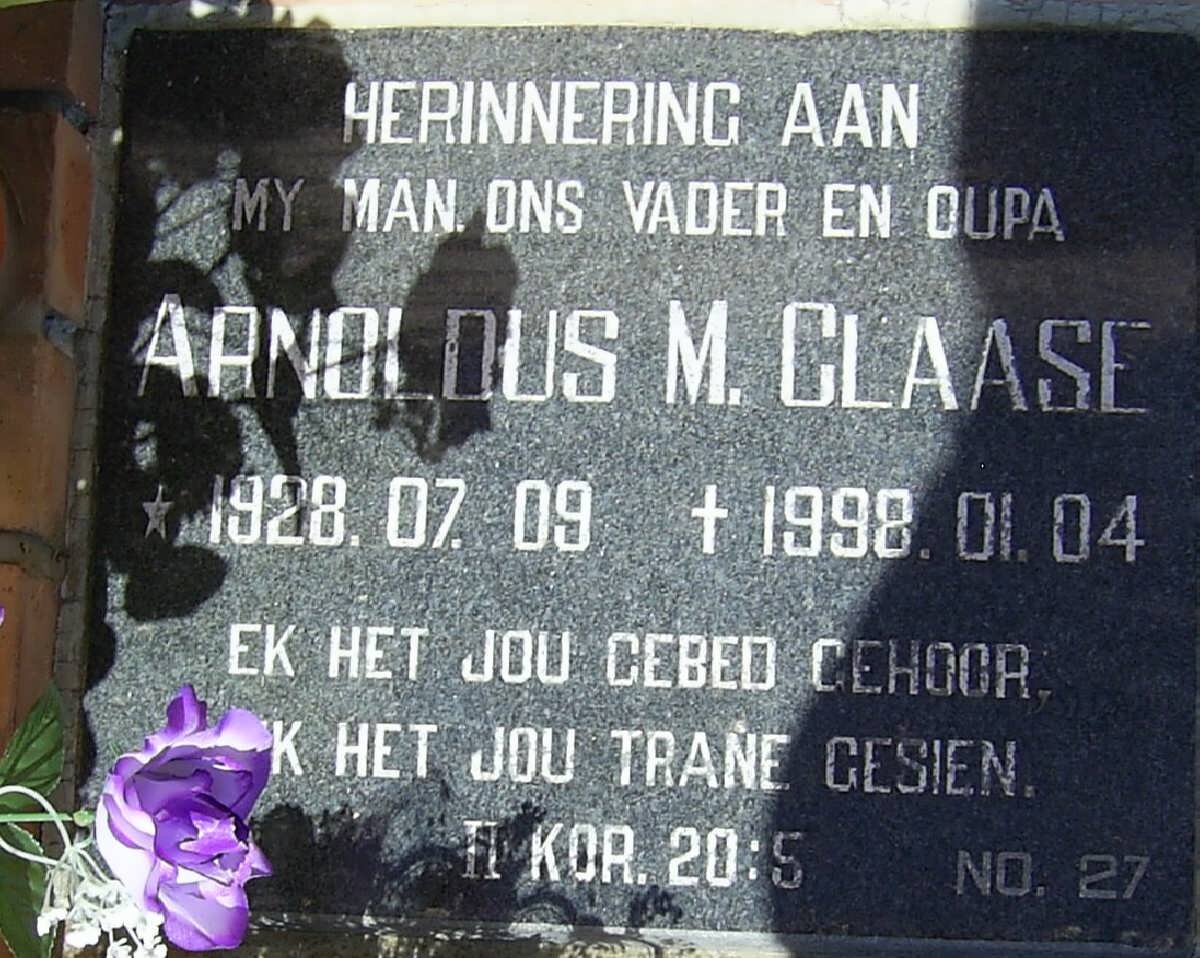 HERINNERING AAN
MY MAN. ONS VADER EN OUPA
ARNOLDUS M. CLAASE
★ 1928. 07. 09 † 1998. 01. 04
EK HET JOU GEBED GEHOOR,
EK HET JOU TRANE GESIEN.
II KOR. 20:5 NO. 27